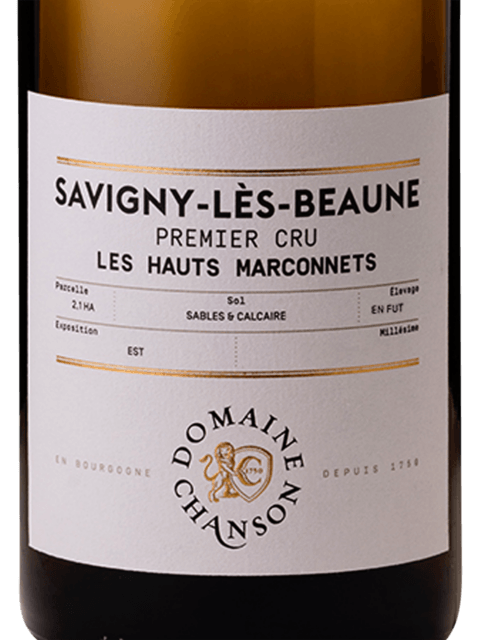 SAVIGNY-LÈS-BEAUNE
PREMIER CRU
LES HAUTS MARCONNETS
Parcelle
2,1 HA
Sol
SABLES & CALCAIRE
Élevage
EN FUT
Exposition
EST
Millésime
DOMAINE
EN BOURGOGNE
C
1750
DEPUIS 1750
CHANSON